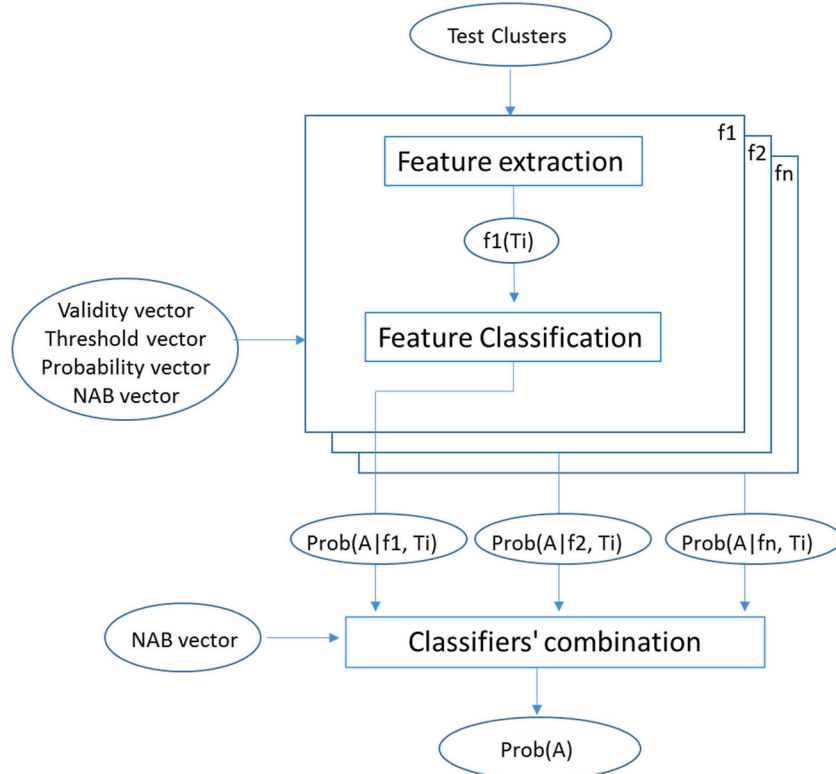 Test Clusters
f1
f2
fn
Feature extraction
f1(Ti)
Validity vector
Threshold vector
Probability vector
NAB vector
Feature Classification
Prob(A|f1, Ti)
Prob(A|f2, Ti)
Prob(A|fn, Ti)
NAB vector
Classifiers' combination
Prob(A)